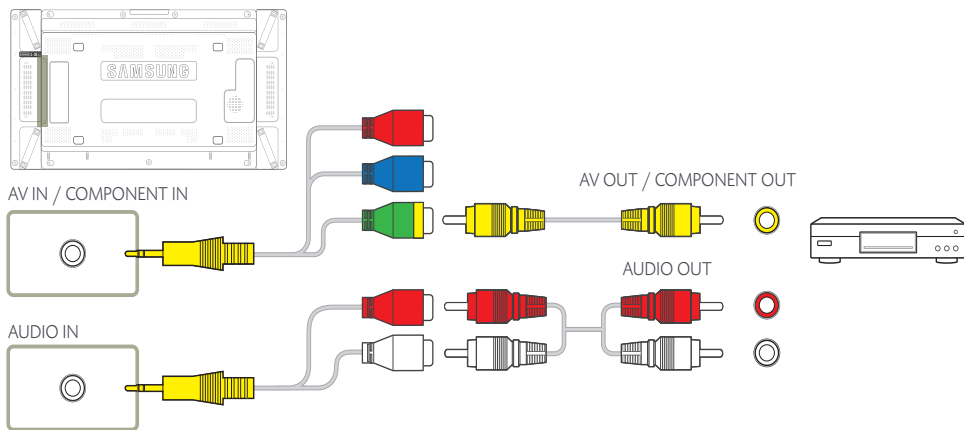 SAMSUNG
AV IN / COMPONENT IN
AV OUT / COMPONENT OUT
AUDIO OUT
AUDIO IN